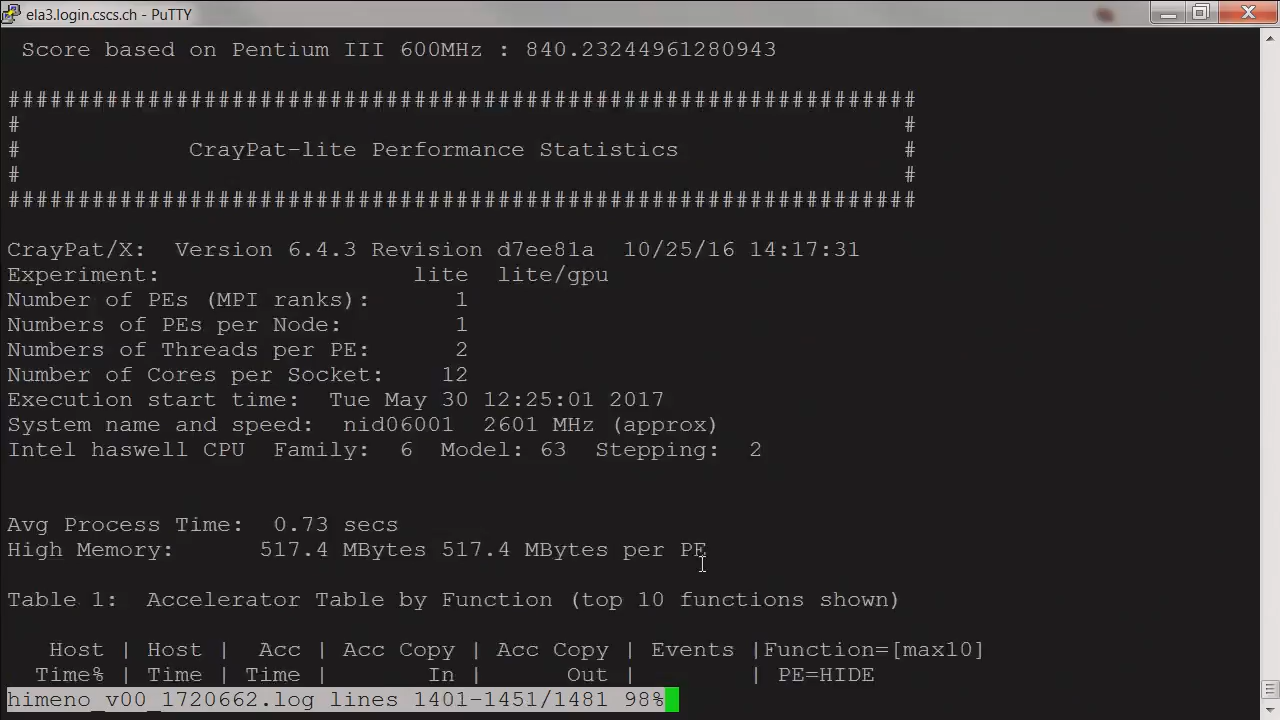 ela3.login.cscs.ch - PuTTY
Score based on Pentium III 600MHz : 840.23244961280943
#################################################################
# #
# CrayPat-lite Performance Statistics #
# #
#################################################################
CrayPat/X: Version 6.4.3 Revision d7ee81a 10/25/16 14:17:31
Experiment: lite lite/gpu
Number of PEs (MPI ranks): 1
Numbers of PEs per Node: 1
Numbers of Threads per PE: 2
Number of Cores per Socket: 12
Execution start time: Tue May 30 12:25:01 2017
System name and speed: nid06001 2601 MHz (approx)
Intel haswell CPU Family: 6 Model: 63 Stepping: 2
Avg Process Time: 0.73 secs
High Memory: 517.4 MBytes 517.4 MBytes per PE
Table 1: Accelerator Table by Function (top 10 functions shown)
Host | Host | Acc | Acc Copy | Acc Copy | Events |Function=[max10]
Time% | Time | Time | In | Out | | PE=HIDE
himeno_v00_1720662.log lines 1401-1451/1481 98%